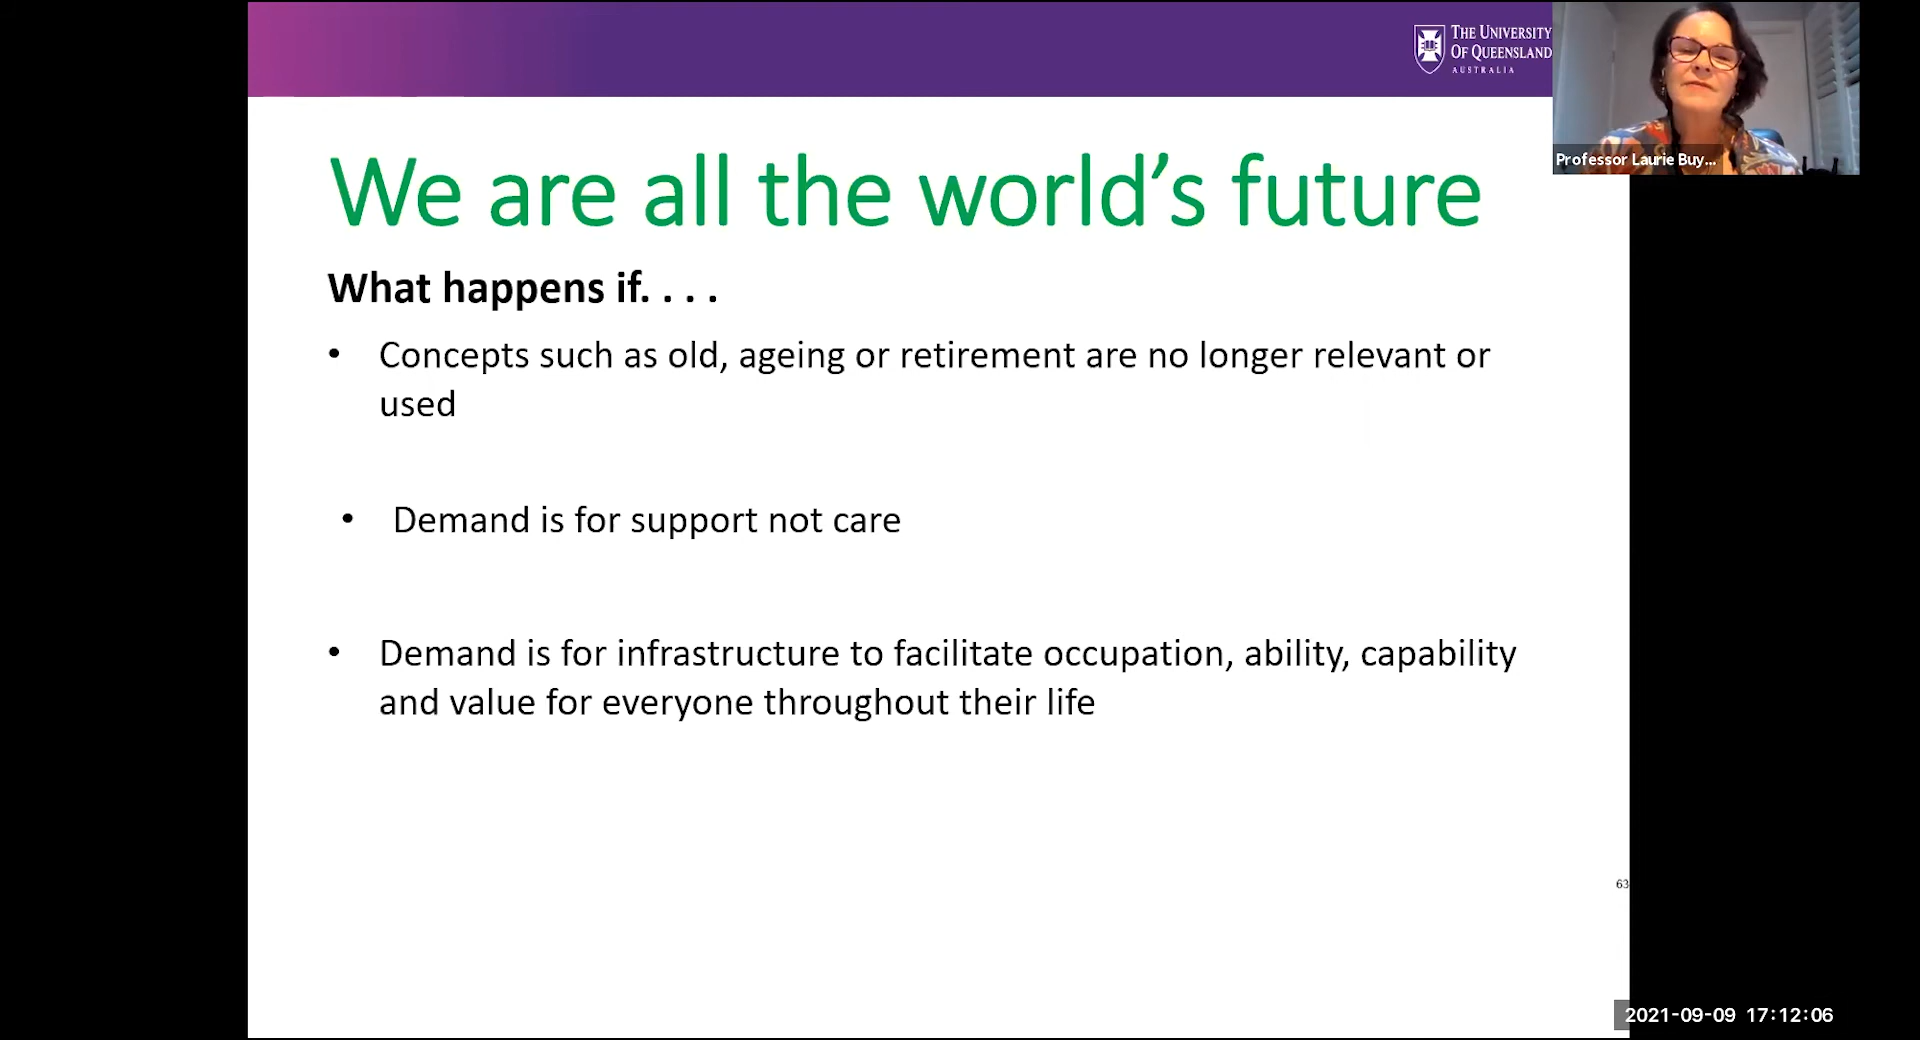 THE UNIVERSITY
OF QUEENSLAND
AUSTRALIA
Professor Laurie Buy...
We are all the world’s future
What happens if. . . .
• Concepts such as old, ageing or retirement are no longer relevant or
used
• Demand is for support not care
• Demand is for infrastructure to facilitate occupation, ability, capability
and value for everyone throughout their life
63
2021-09-09 17:12:06